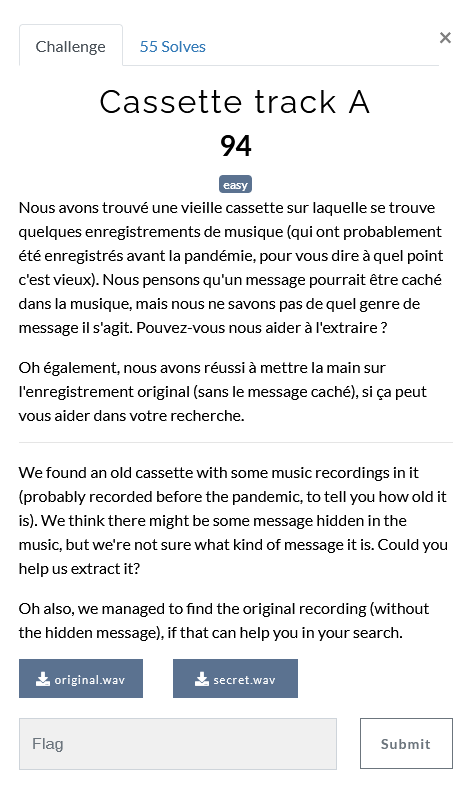 Challenge
55 Solves
×
Cassette track A
94
easy
Nous avons trouvé une vieille cassette sur laquelle se trouve
quelques enregistrements de musique (qui ont probablement
été enregistrés avant la pandémie, pour vous dire à quel point
c'est vieux). Nous pensons qu'un message pourrait être caché
dans la musique, mais nous ne savons pas de quel genre de
message il s'agit. Pouvez-vous nous aider à l'extraire ?
Oh également, nous avons réussi à mettre la main sur
l'enregistrement original (sans le message caché), si ça peut
vous aider dans votre recherche.
We found an old cassette with some music recordings in it
(probably recorded before the pandemic, to tell you how old it
is). We think there might be some message hidden in the
music, but we're not sure what kind of message it is. Could you
help us extract it?
Oh also, we managed to find the original recording (without
the hidden message), if that can help you in your search.
original.wav
secret.wav
Flag
Submit